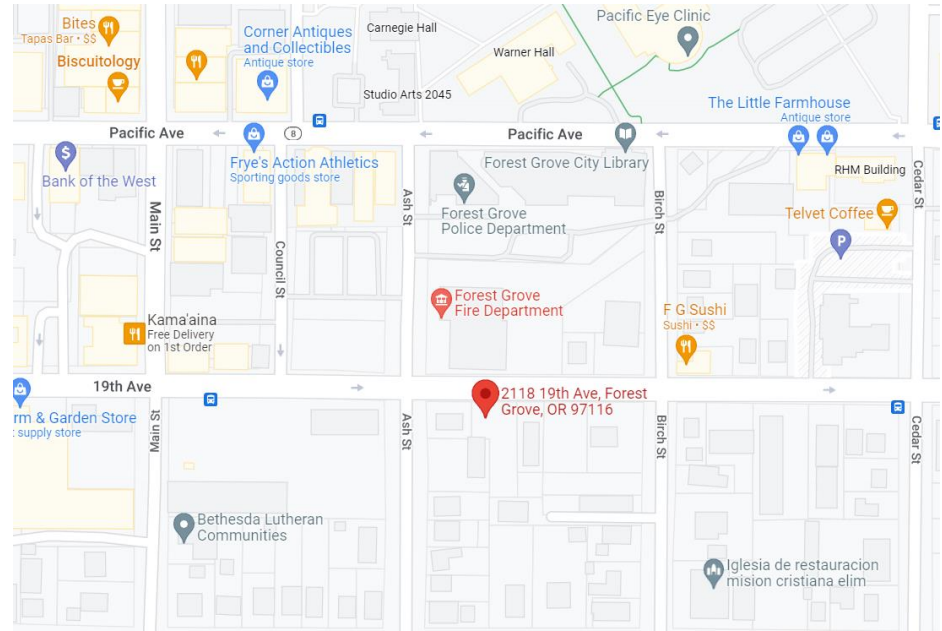 Bites
Tapas Bar • $$
Biscuitology
Corner Antiques
and Collectibles
Antique store
Carnegie Hall
Studio Arts 2045
Warner Hall
Pacific Eye Clinic
The Little Farmhouse
Antique store
Pacific Ave
8
Pacific Ave
Bank of the West
Frye's Action Athletics
Sporting goods store
Forest Grove City Library
RHM Building
Forest Grove
Police Department
Telvet Coffee
P
Main St
Council St
Ash St
Birch St
Cedar St
Forest Grove
Fire Department
F G Sushi
Sushi • $$
Kama'aina
Free Delivery
on 1st Order
19th Ave
2118 19th Ave, Forest
Grove, OR 97116
rm & Garden Store
supply store
Main St
Ash St
Birch St
Cedar St
Bethesda Lutheran
Communities
Iglesia de restauracion
mision cristiana elim